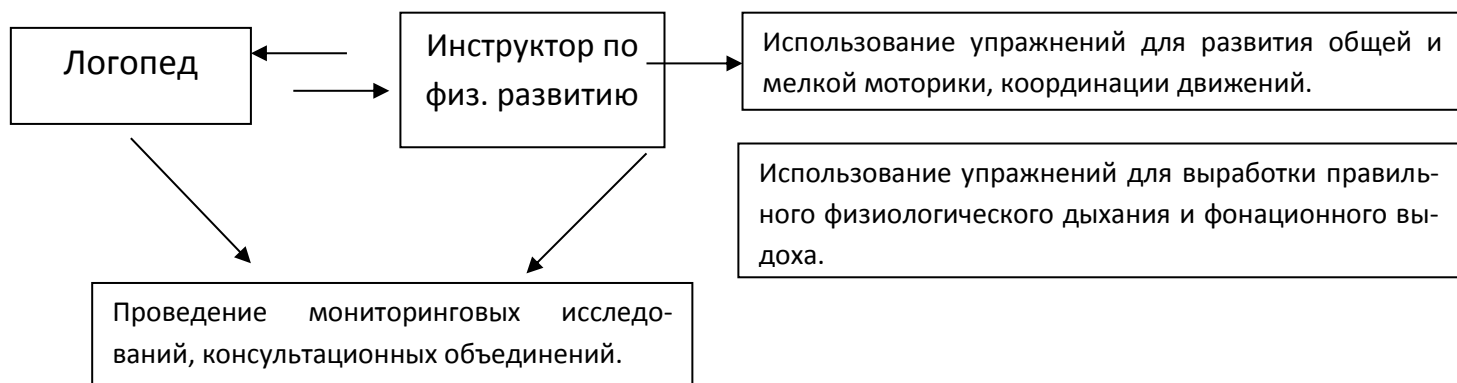 Логопед
Инструктор по
физ. развитию
Использование упражнений для развития общей и
мелкой моторики, координации движений.
Использование упражнений для выработки правиль-
ного физиологического дыхания и фонационного вы-
доха.
Проведение мониторинговых исследо-
ваний, консультационных объединений.